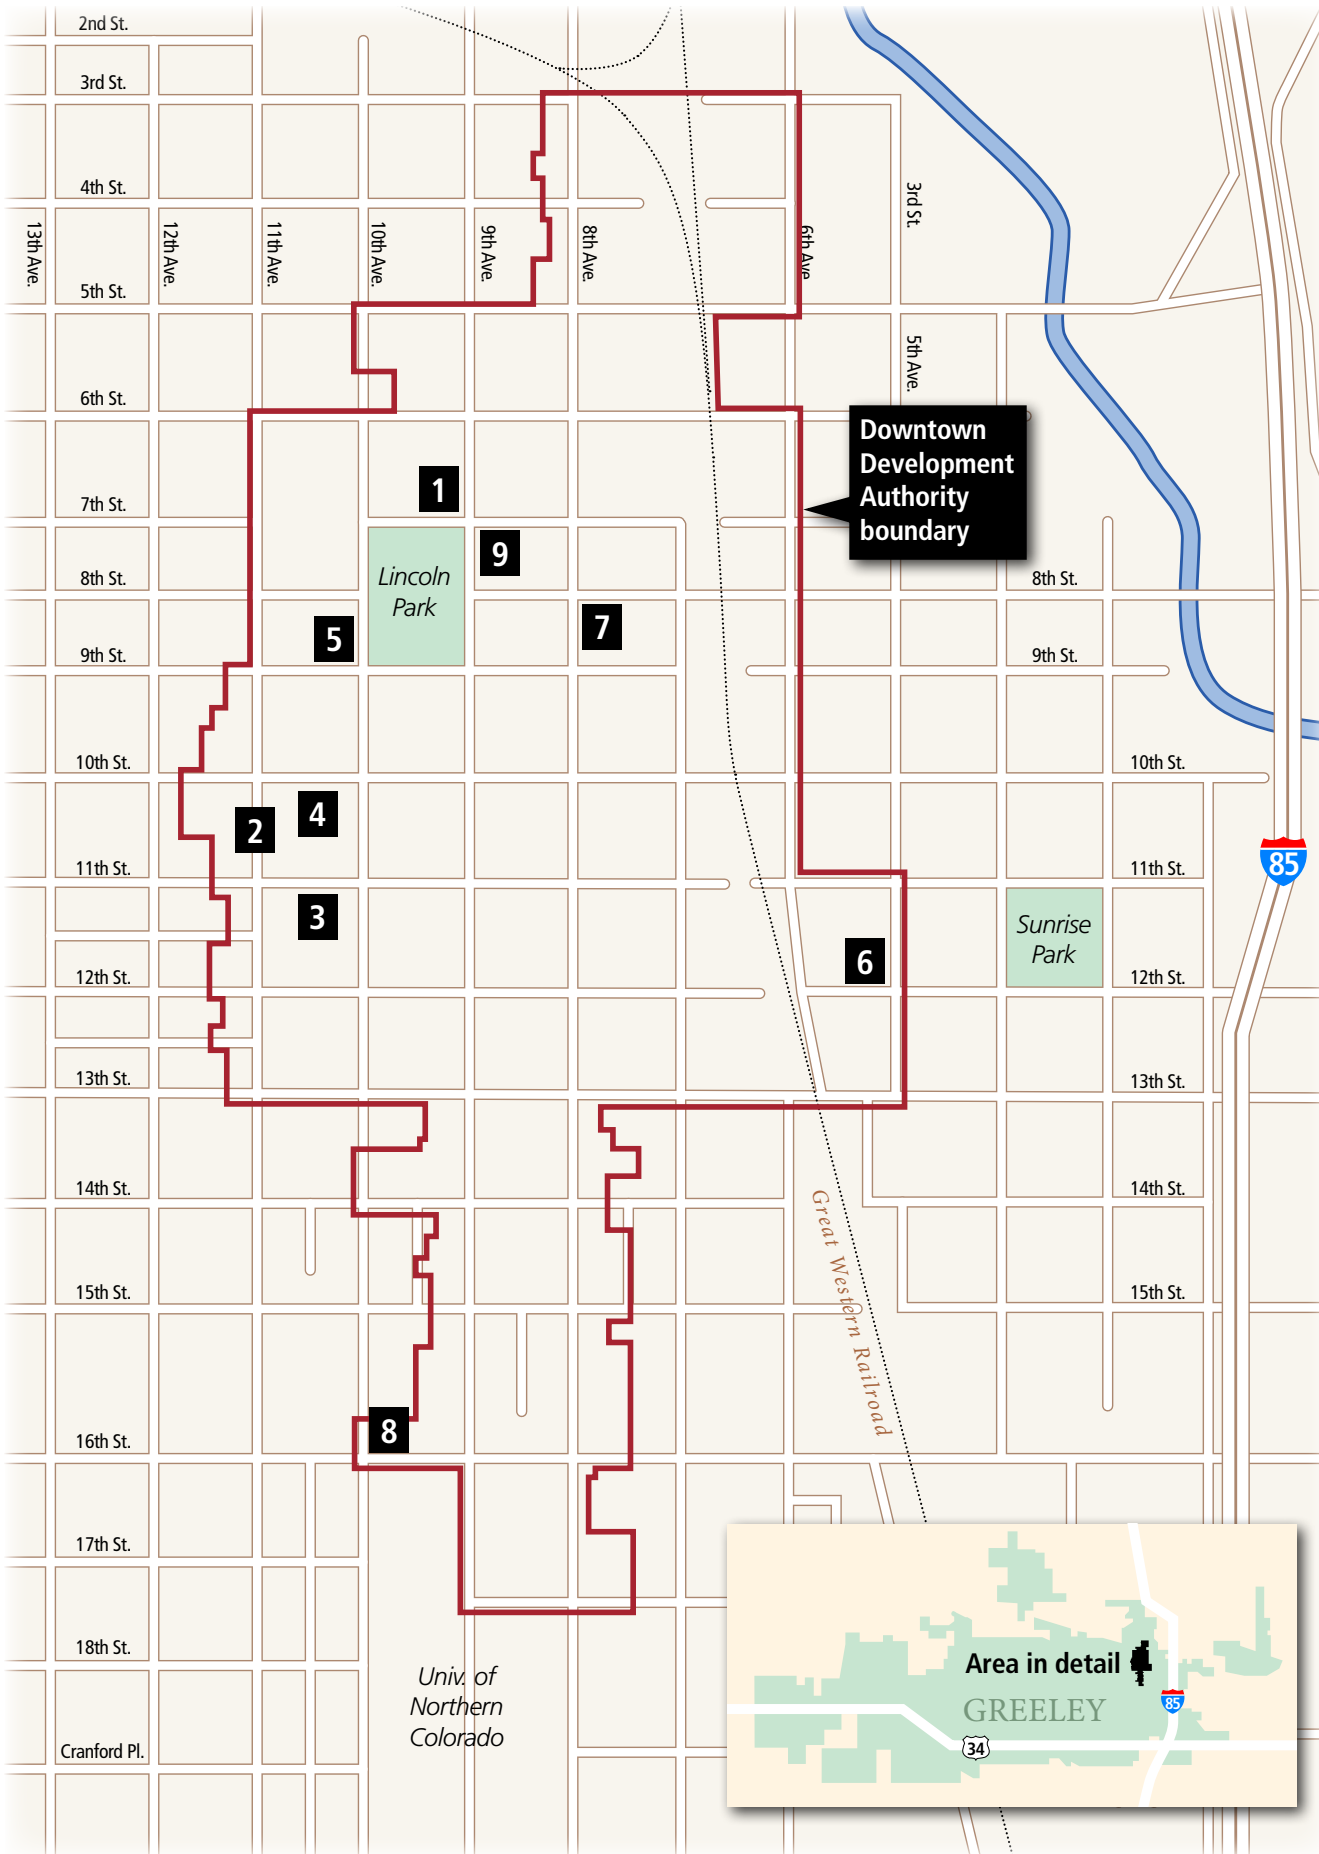 2nd St.
3rd St.
4th St.
3rd St.
13th Ave.
12th Ave.
11th Ave.
10th Ave.
9th Ave.
8th Ave.
6th Ave.
5th St.
5th Ave.
6th St.
Downtown
Development
Authority
boundary
1
7th St.
9
8th St.
Lincoln
Park
8th St.
7
5
9th St.
9th St.
10th St.
10th St.
4
2
11th St.
11th St.
85
3
Sunrise
Park
6
12th St.
12th St.
13th St.
13th St.
14th St.
14th St.
Great Western Railroad
15th St.
15th St.
8
16th St.
17th St.
18th St.
Univ. of
Northern
Colorado
Cranford Pl.
Area in detail
GREELEY
85
34